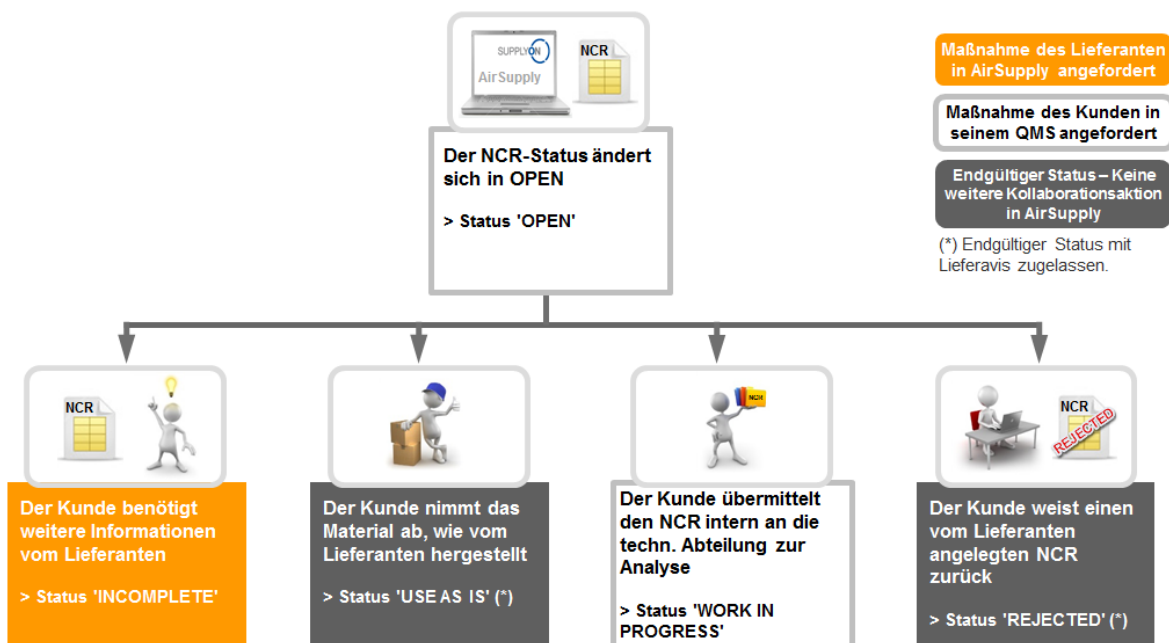 SUPPLYON
AirSupply
NCR
Der NCR-Status ändert
sich in OPEN
> Status 'OPEN'
Maßnahme des Lieferanten
in AirSupply angefordert
Maßnahme des Kunden in
seinem QMS angefordert
Endgültiger Status – Keine
weitere Kollaborationsaktion
in AirSupply
(*) Endgültiger Status mit
Lieferavis zugelassen.
NCR
Der Kunde benötigt
weitere Informationen
vom Lieferanten
> Status 'INCOMPLETE'
Der Kunde nimmt das
Material ab, wie vom
Lieferanten hergestellt
> Status 'USE AS IS' (*)
NCR
Der Kunde übermittelt
den NCR intern an die
techn. Abteilung zur
Analyse
> Status 'WORK IN
PROGRESS'
NCR
REJECTED
Der Kunde weist einen
vom Lieferanten
angelegten NCR
zurück
> Status 'REJECTED' (*)